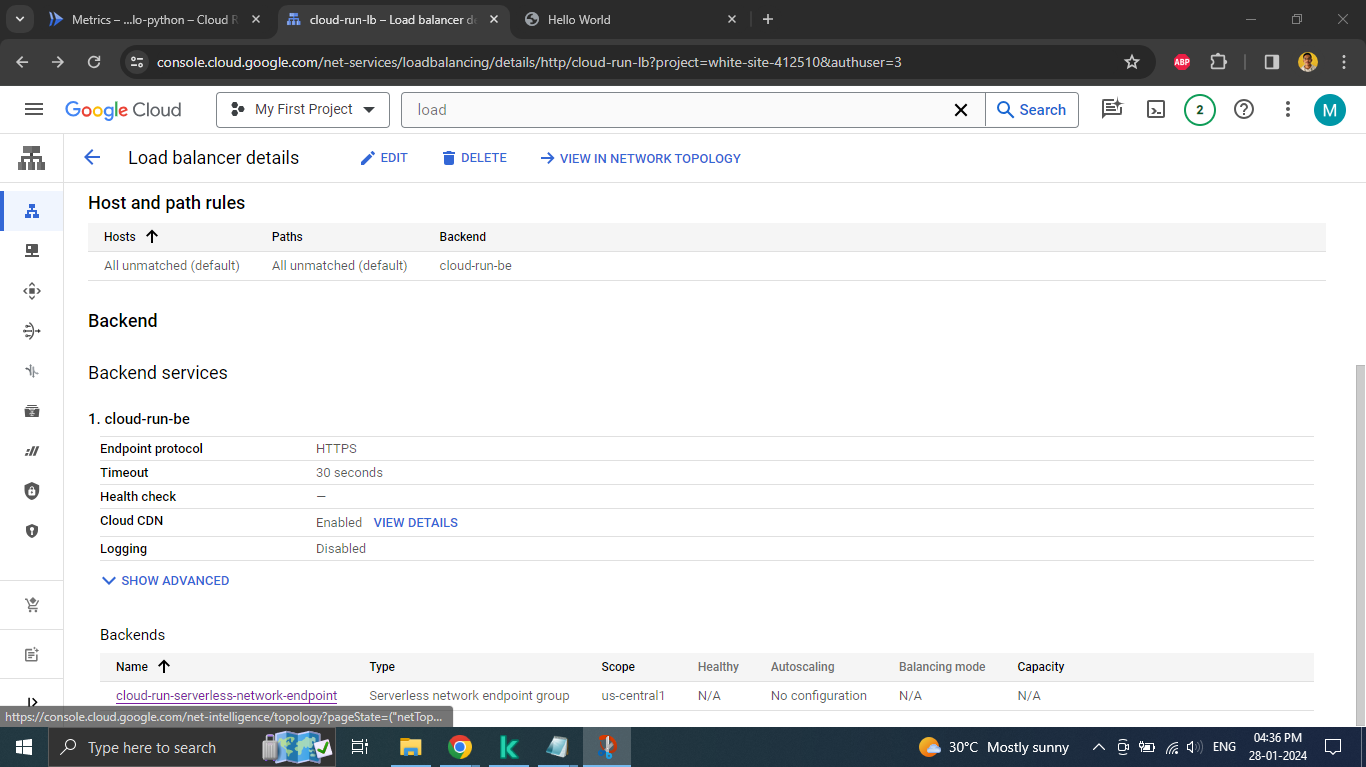 Metrics – ...lo-python – Cloud R
cloud-run-lb – Load balancer de
Hello World
console.cloud.google.com/net-services/loadbalancing/details/http/cloud-run-lb?project=white-site-412510&authuser=3
ABP
Google Cloud
My First Project
load
Search
2
M
Load balancer details
EDIT
DELETE
VIEW IN NETWORK TOPOLOGY
Host and path rules
Hosts Paths Backend
All unmatched (default) All unmatched (default) cloud-run-be
Backend
Backend services
1. cloud-run-be
Endpoint protocol HTTPS
Timeout 30 seconds
Health check —
Cloud CDN Enabled VIEW DETAILS
Logging Disabled
SHOW ADVANCED
Backends
Name Type Scope Healthy Autoscaling Balancing mode Capacity
cloud-run-serverless-network-endpoint Serverless network endpoint group us-central1 N/A No configuration N/A N/A
https://console.cloud.google.com/net-intelligence/topology?pageState=("netTop...
Type here to search
30°C Mostly sunny
ENG
04:36 PM
28-01-2024